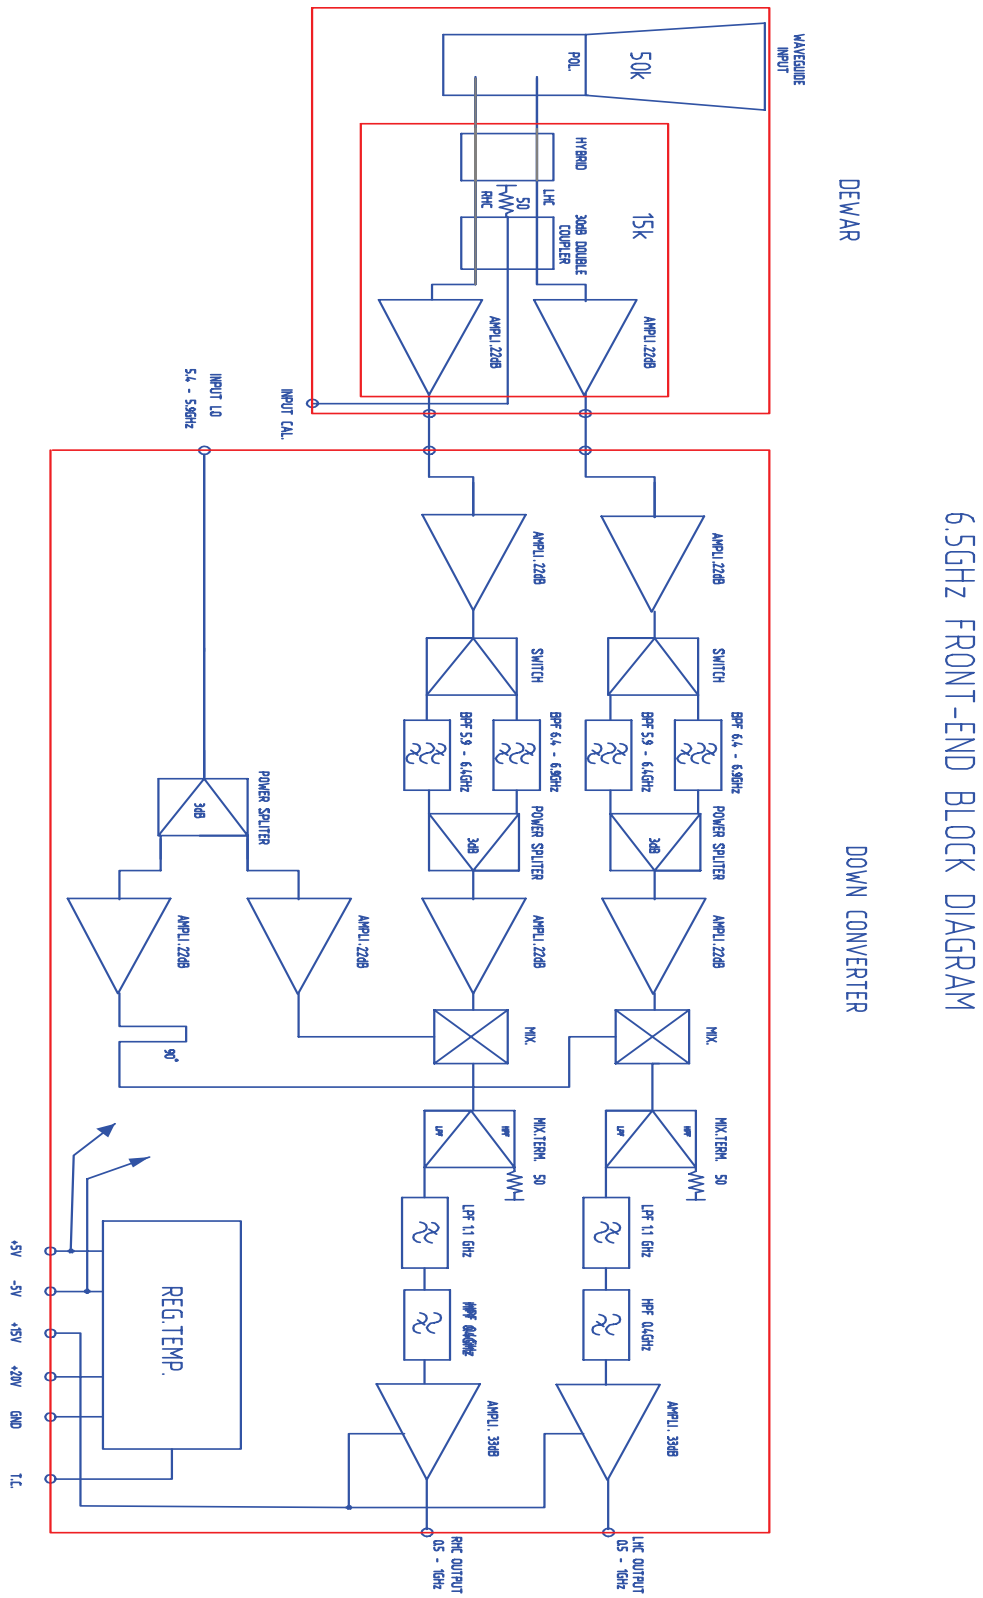 6.5GHz FRONT-END BLOCK DIAGRAM
DEWAR
DOWN CONVERTER
WAVEGUIDE
INPUT
50k
POL.
HYBRID
15k
LHC
50
RHC
30dB DOUBLE
COUPLER
AMPLI.22dB
AMPLI.22dB
INPUT CAL.
INPUT LO
5.4 - 5.9GHz
AMPLI.22dB
SWITCH
BPF 6.4 - 6.9GHz
BPF 5.9 - 6.4GHz
POWER SPLITER
3dB
AMPLI.22dB
MIX.
MIX.TERM. 50
HPF
LPF
LPF 1.1 GHz
HPF 0.4GHz
AMPLI. 33dB
LHC OUTPUT
0.5 - 1GHz
AMPLI.22dB
SWITCH
BPF 6.4 - 6.9GHz
BPF 5.9 - 6.4GHz
POWER SPLITER
3dB
AMPLI.22dB
MIX.
MIX.TERM. 50
HPF
LPF
LPF 1.1 GHz
AMPLI. 33dB
RHC OUTPUT
0.5 - 1GHz
POWER SPLITER
3dB
AMPLI.22dB
AMPLI.22dB
90°
REG.TEMP.
+5V
-5V
+15V
+20V
GND
T.C.